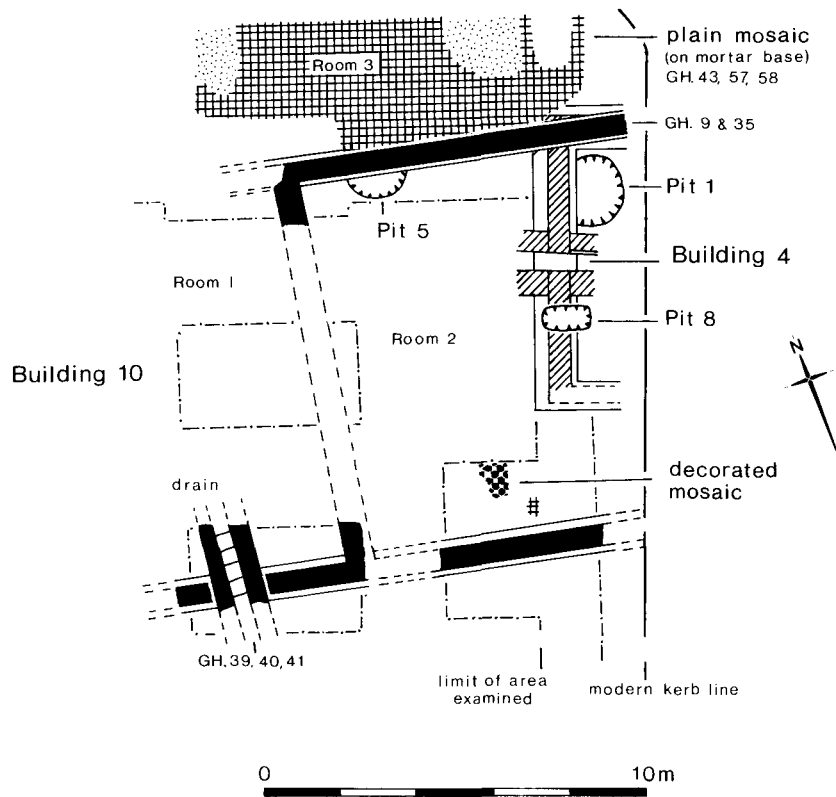 plain mosaic
(on mortar base)
GH. 43, 57, 58
Room 3
GH. 9 & 35
Pit 1
Pit 5
Building 4
Room 1
Pit 8
Room 2
Building 10
N
decorated
mosaic
drain
GH. 39, 40, 41
limit of area
examined
modern kerb line
0
10m